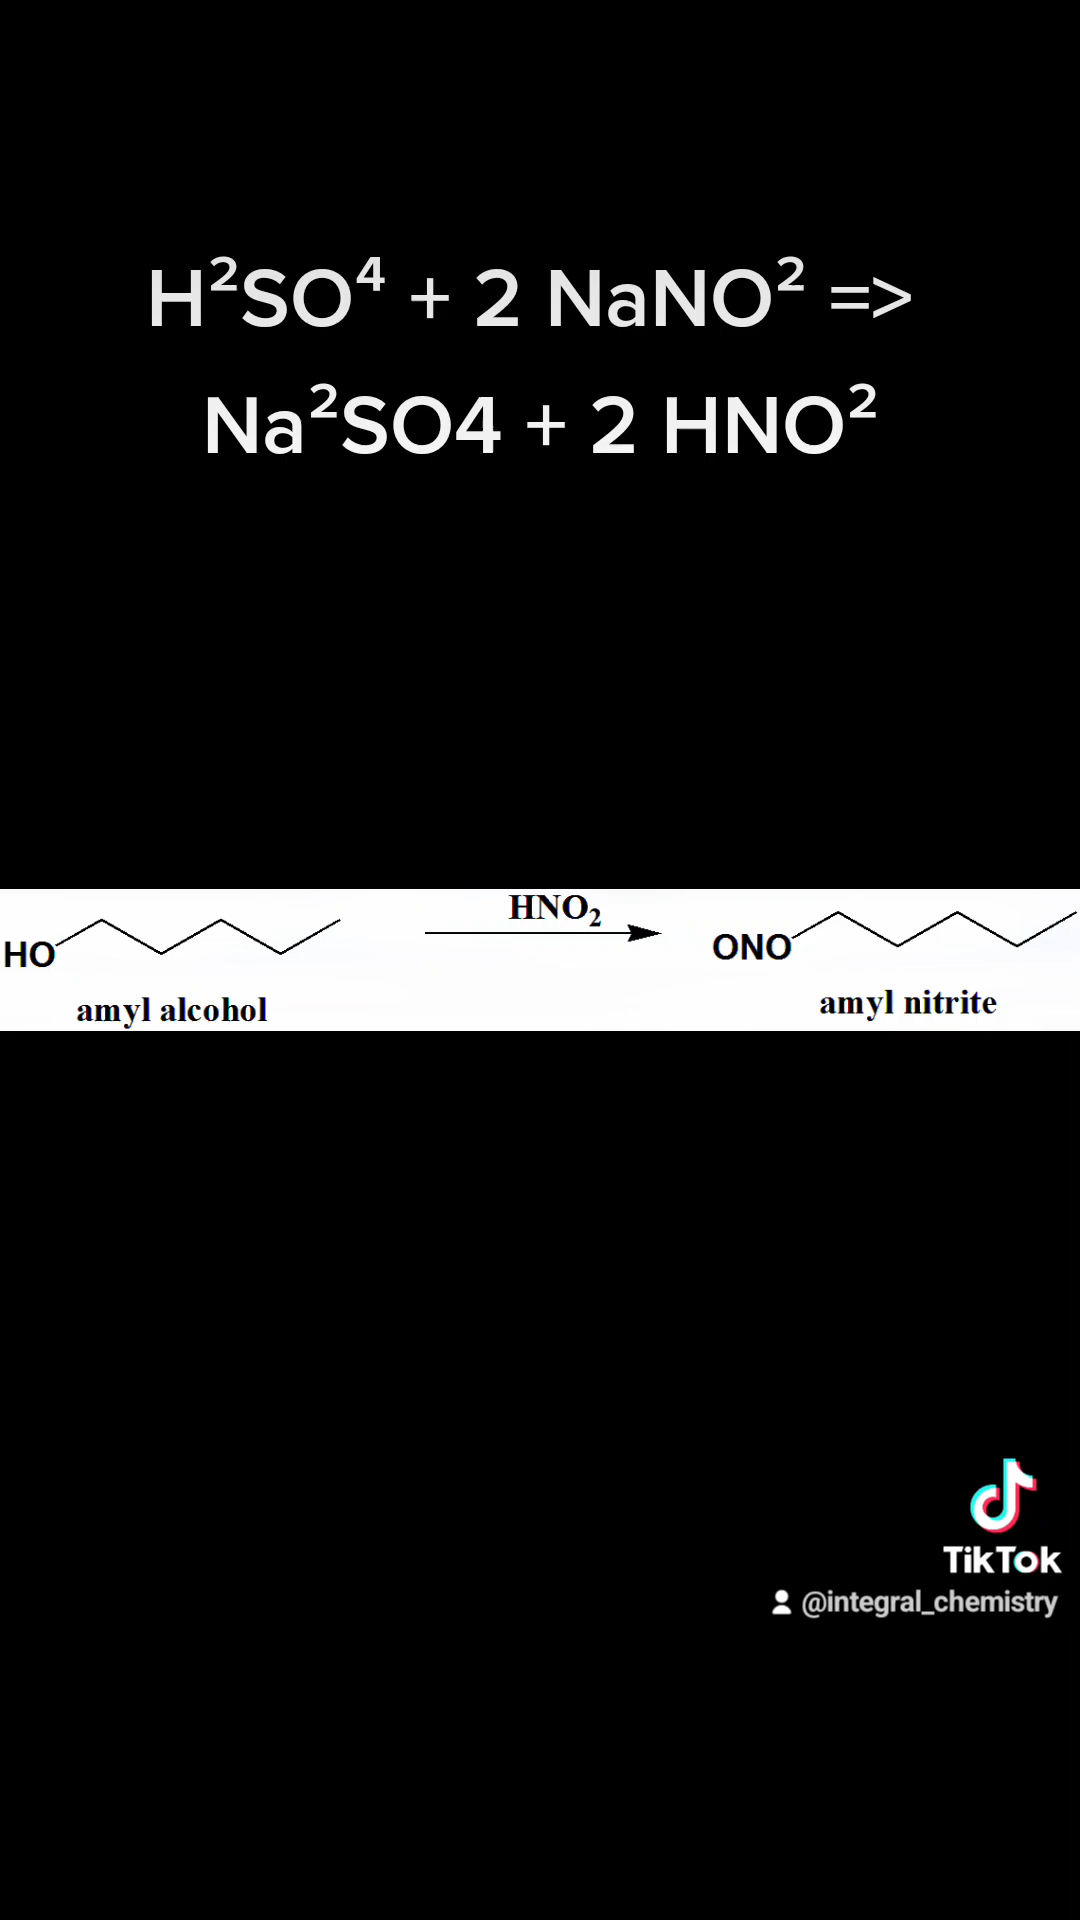 H²SO⁴ + 2 NaNO² =>
Na²SO4 + 2 HNO²
HNO₂
HO
ONO
amyl alcohol
amyl nitrite
TikTok
@integral_chemistry